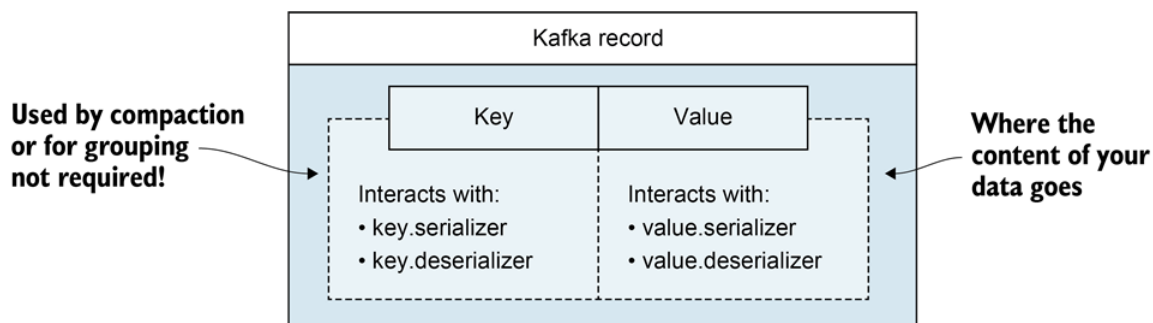 Kafka record
Used by compaction
or for grouping
not required!
Key
Value
Where the
content of your
data goes
Interacts with:
• key.serializer
• key.deserializer
Interacts with:
• value.serializer
• value.deserializer